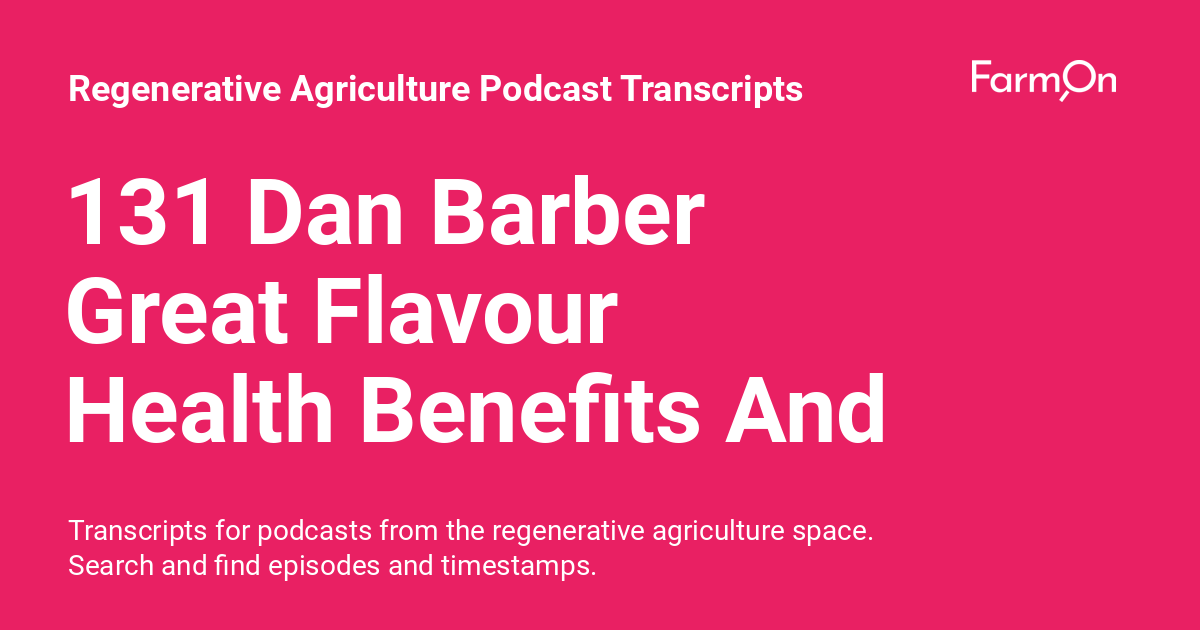 Regenerative Agriculture Podcast Transcripts
FarmOn
131 Dan Barber
Great Flavour
Health Benefits And
Transcripts for podcasts from the regenerative agriculture space.
Search and find episodes and timestamps.